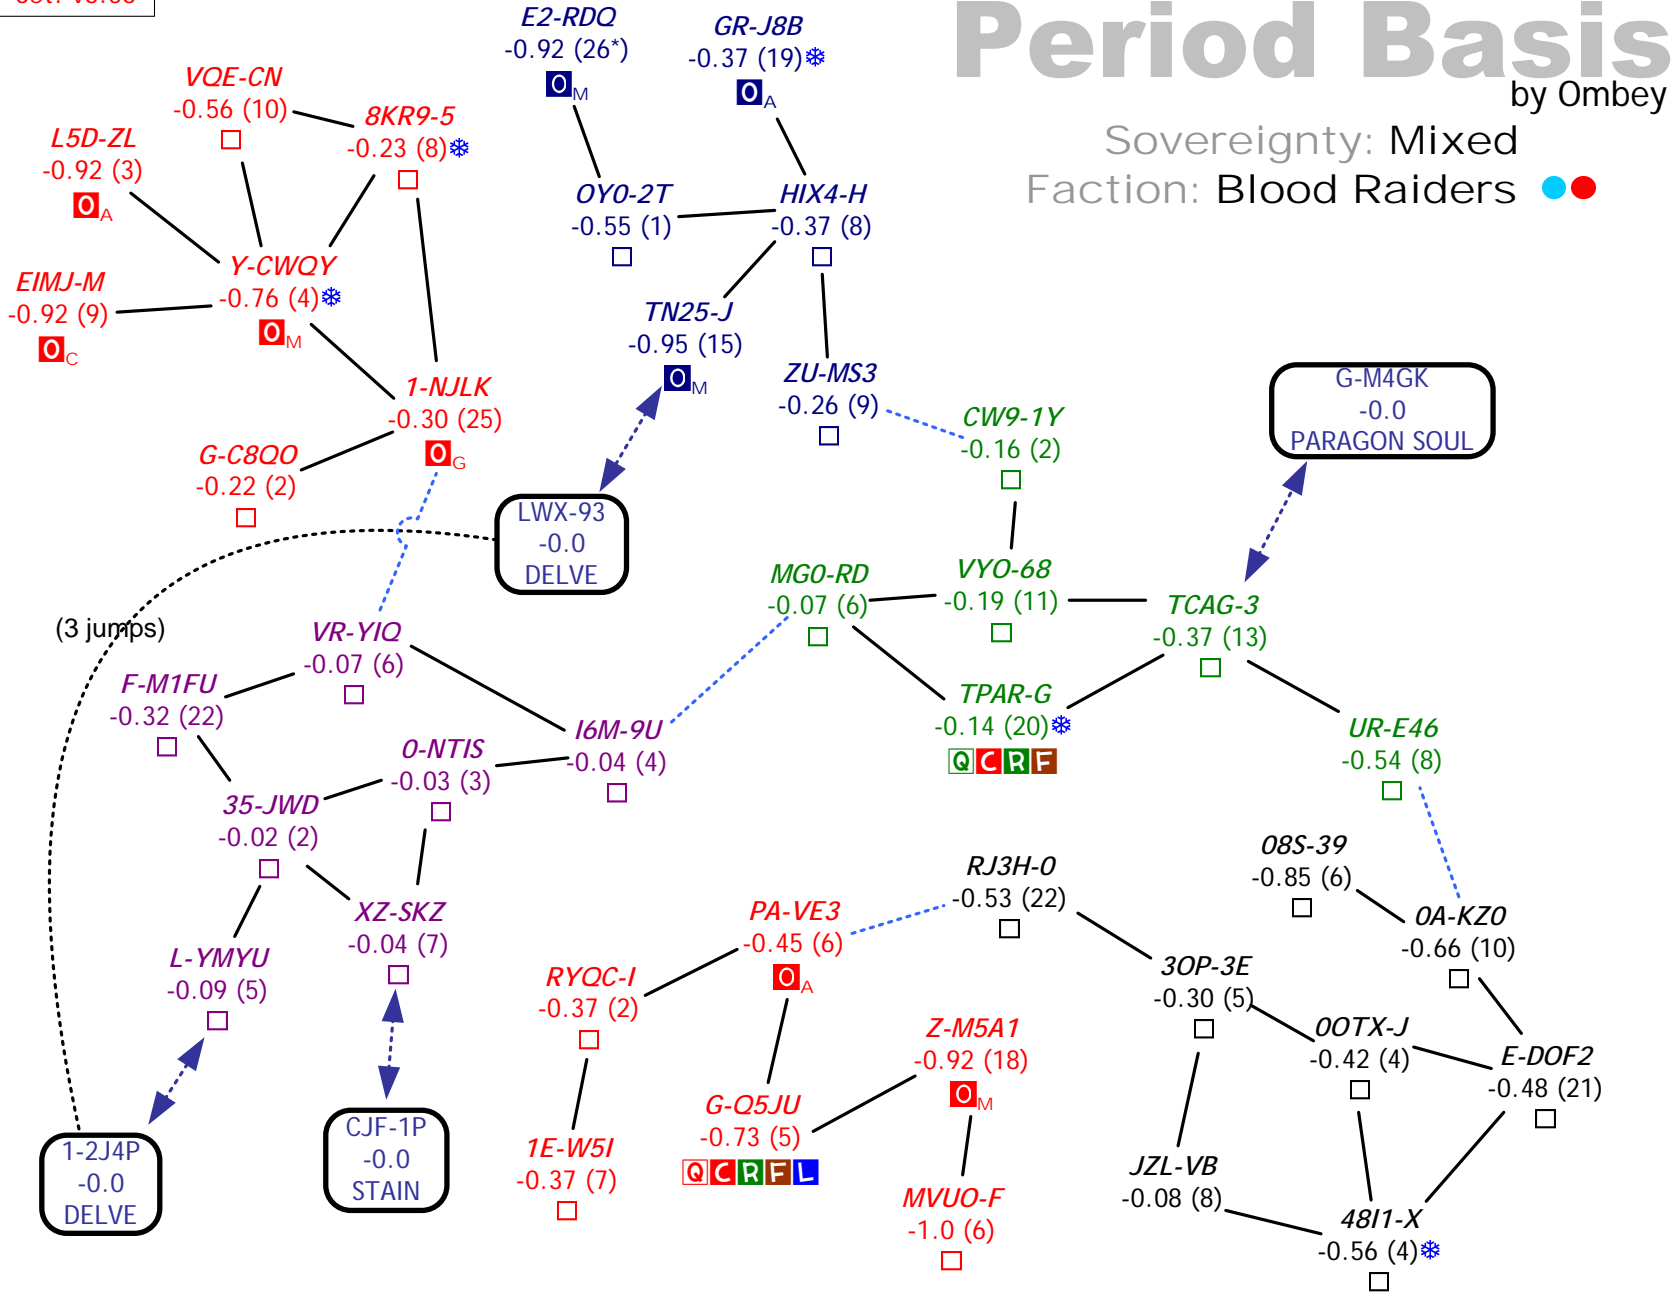 Period Basis
by Ombey
Sovereignty: Mixed
Faction: Blood Raiders
E2-RDQ
-0.92 (26*)
O M
GR-J8B
-0.37 (19)
O A
VQE-CN
-0.56 (10)
8KR9-5
-0.23 (8)
L5D-ZL
-0.92 (3)
O A
OY0-2T
-0.55 (1)
HIX4-H
-0.37 (8)
Y-CWQY
-0.76 (4)
O M
EIMJ-M
-0.92 (9)
O C
TN25-J
-0.95 (15)
O M
ZU-MS3
-0.26 (9)
1-NJLK
-0.30 (25)
O G
G-C8QO
-0.22 (2)
CW9-1Y
-0.16 (2)
G-M4GK
-0.0
PARAGON SOUL
LWX-93
-0.0
DELVE
MG0-RD
-0.07 (6)
VYO-68
-0.19 (11)
TCAG-3
-0.37 (13)
(3 jumps)
VR-YIQ
-0.07 (6)
F-M1FU
-0.32 (22)
TPAR-G
-0.14 (20)
Q C R F
I6M-9U
-0.04 (4)
UR-E46
-0.54 (8)
0-NTIS
-0.03 (3)
35-JWD
-0.02 (2)
08S-39
-0.85 (6)
RJ3H-0
-0.53 (22)
XZ-SKZ
-0.04 (7)
PA-VE3
-0.45 (6)
O A
0A-KZ0
-0.66 (10)
L-YMYU
-0.09 (5)
RYQC-I
-0.37 (2)
3OP-3E
-0.30 (5)
Z-M5A1
-0.92 (18)
O M
0OTX-J
-0.42 (4)
E-DOF2
-0.48 (21)
G-Q5JU
-0.73 (5)
Q C R F L
CJF-1P
-0.0
STAIN
1-2J4P
-0.0
DELVE
1E-W5I
-0.37 (7)
JZL-VB
-0.08 (8)
MVUO-F
-1.0 (6)
48I1-X
-0.56 (4)